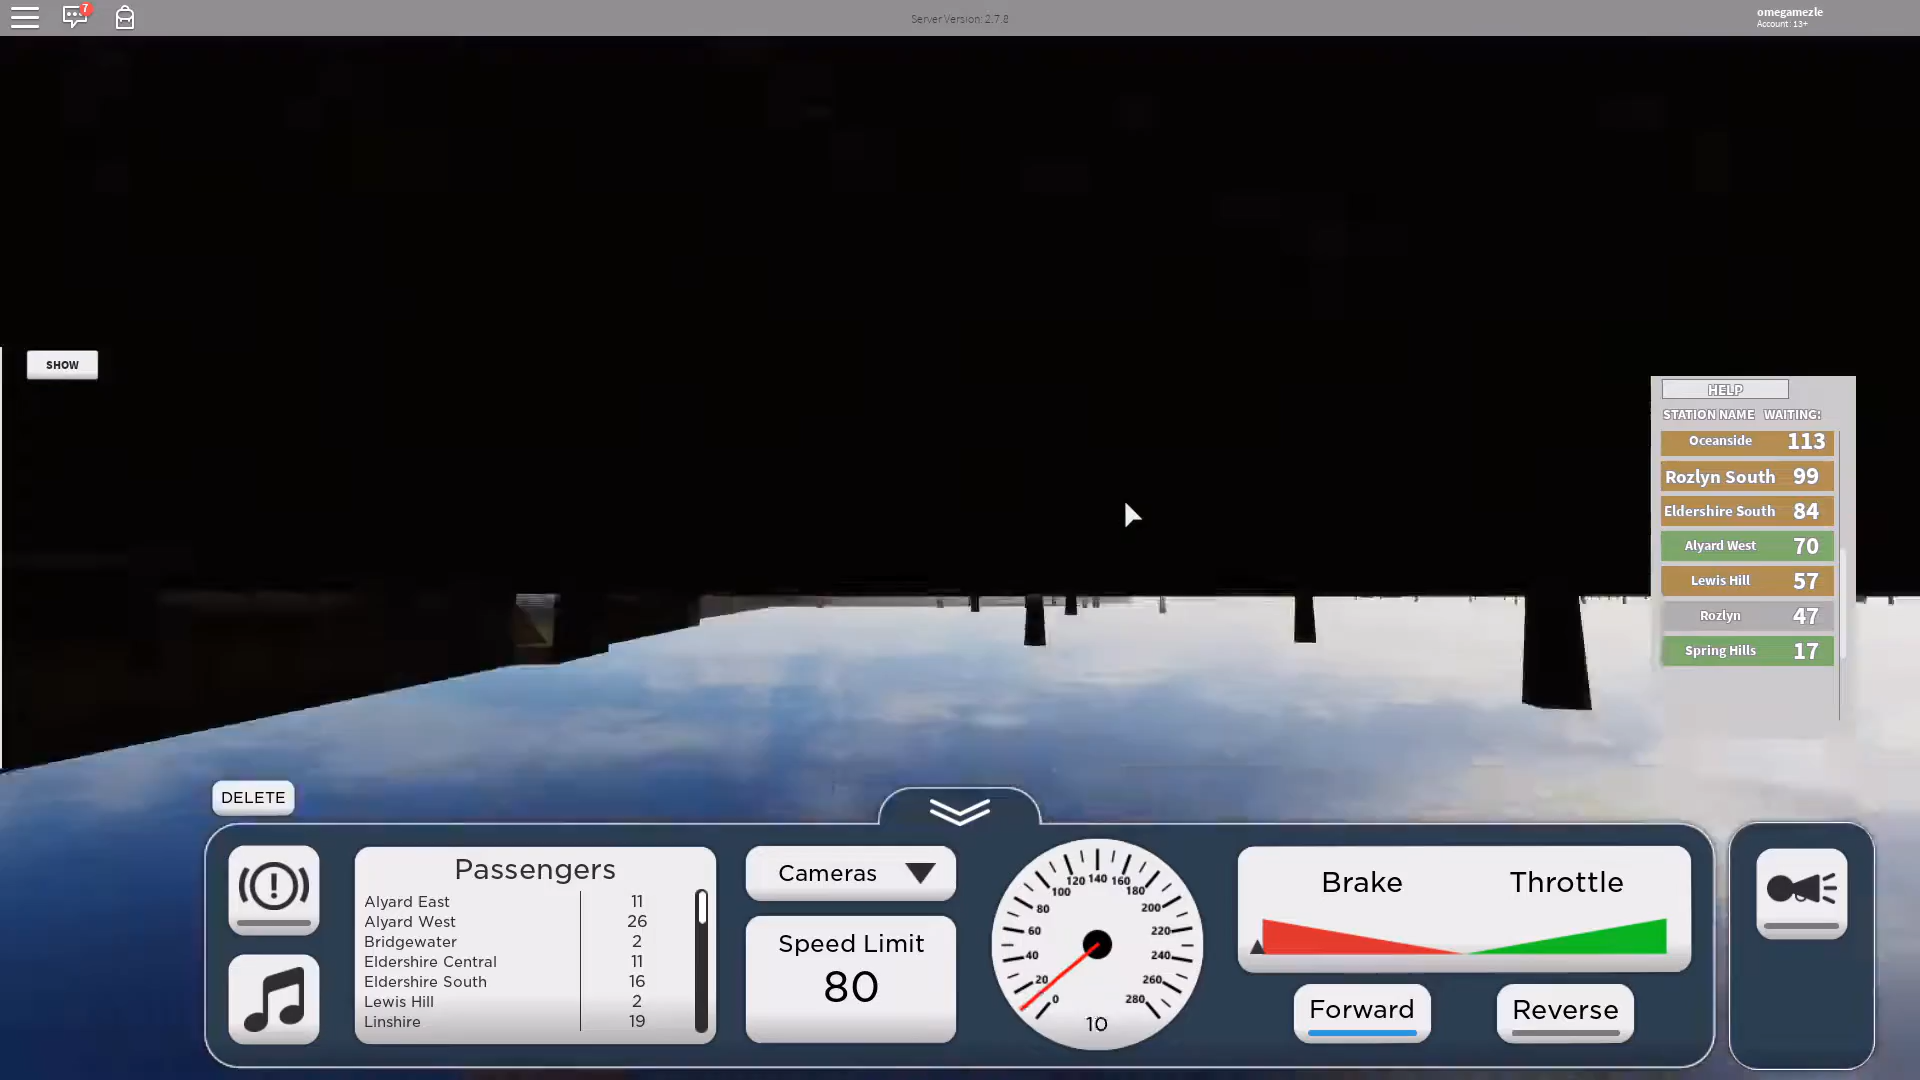 7
Server Version: 2.7.8
omegamezle
Account: 13+
SHOW
HELP
STATION NAME WAITING:
Oceanside 113
Rozlyn South 99
Eldershire South 84
Alyard West 70
Lewis Hill 57
Rozlyn 47
Spring Hills 17
DELETE
Passengers
Alyard East 11
Alyard West 26
Bridgewater 2
Eldershire Central 11
Eldershire South 16
Lewis Hill 2
Linshire 19
Cameras
Speed Limit
80
0 20 40 60 80 100 120 140 160 180 200 220 240 260 280
10
Brake Throttle
Forward Reverse